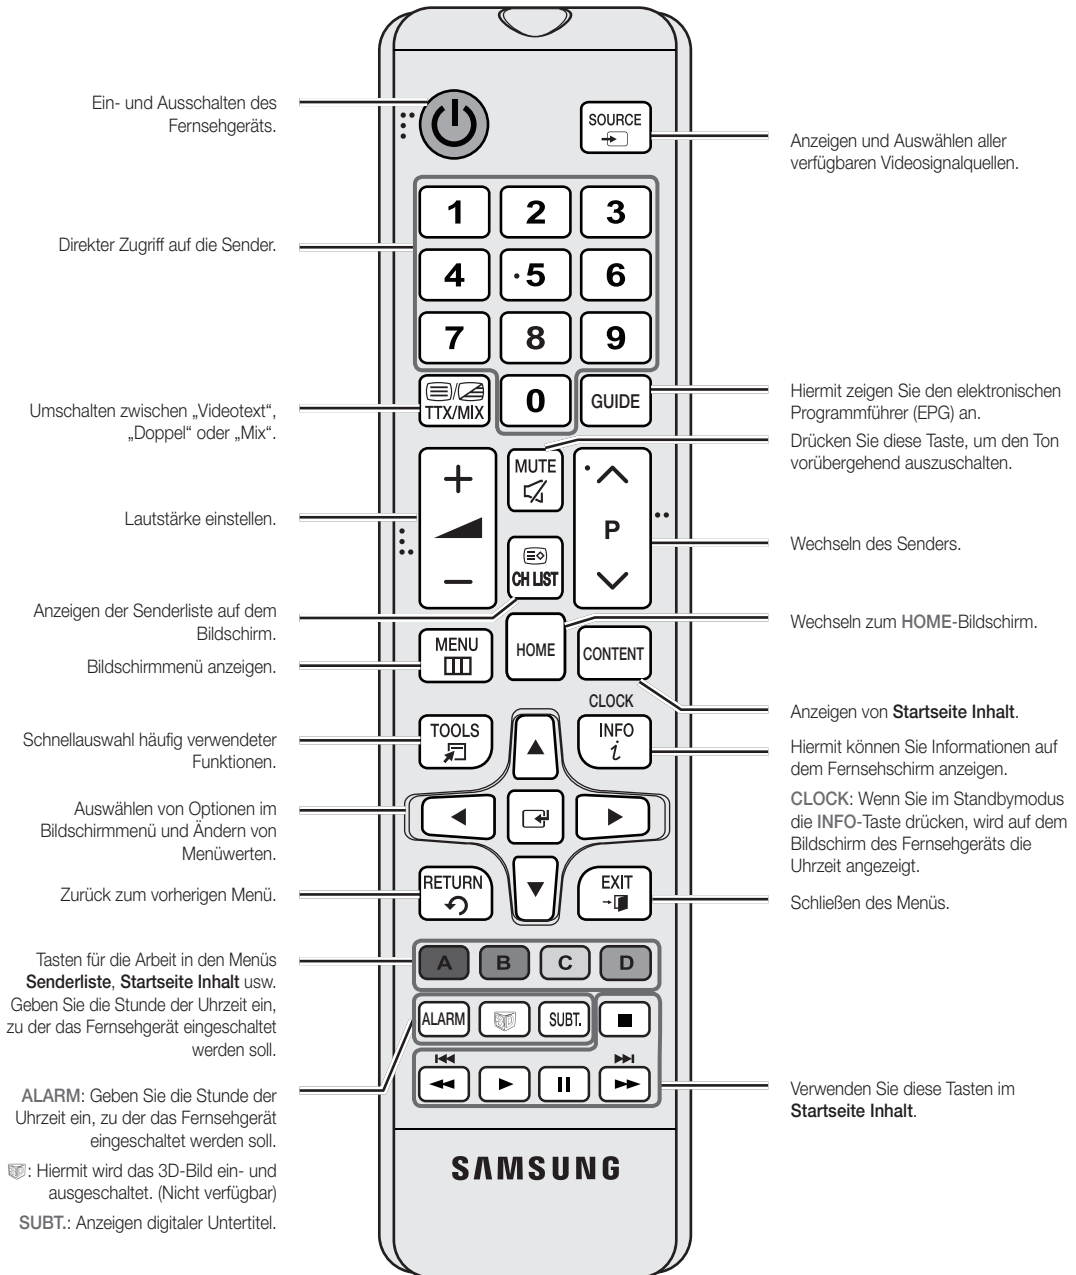 Ein- und Ausschalten des
Fernsehgeräts.
SOURCE
Anzeigen und Auswählen aller
verfügbaren Videosignalquellen.
1
2
3
Direkter Zugriff auf die Sender.
4
5
6
7
8
9
TTX/MIX
0
GUIDE
Umschalten zwischen „Videotext“,
„Doppel“ oder „Mix“.
Hiermit zeigen Sie den elektronischen
Programmführer (EPG) an.
Drücken Sie diese Taste, um den Ton
vorübergehend auszuschalten.
MUTE
Lautstärke einstellen.
+
−
P
Wechseln des Senders.
CH LIST
Anzeigen der Senderliste auf dem
Bildschirm.
Wechseln zum HOME-Bildschirm.
MENU
HOME
CONTENT
Bildschirmmenü anzeigen.
Anzeigen von Startseite Inhalt.
CLOCK
TOOLS
INFO
i
Schnellauswahl häufig verwendeter
Funktionen.
Hiermit können Sie Informationen auf
dem Fernsehschirm anzeigen.
CLOCK: Wenn Sie im Standbymodus
die INFO-Taste drücken, wird auf dem
Bildschirm des Fernsehgeräts die
Uhrzeit angezeigt.
Auswählen von Optionen im
Bildschirmmenü und Ändern von
Menüwerten.
RETURN
EXIT
Zurück zum vorherigen Menü.
Schließen des Menüs.
A
B
C
D
Tasten für die Arbeit in den Menüs
Senderliste, Startseite Inhalt usw.
Geben Sie die Stunde der Uhrzeit ein,
zu der das Fernsehgerät eingeschaltet
werden soll.
ALARM
SUBT.
ALARM: Geben Sie die Stunde der
Uhrzeit ein, zu der das Fernsehgerät
eingeschaltet werden soll.
Verwenden Sie diese Tasten im
Startseite Inhalt.
: Hiermit wird das 3D-Bild ein- und
ausgeschaltet. (Nicht verfügbar)
SUBT.: Anzeigen digitaler Untertitel.
SAMSUNG